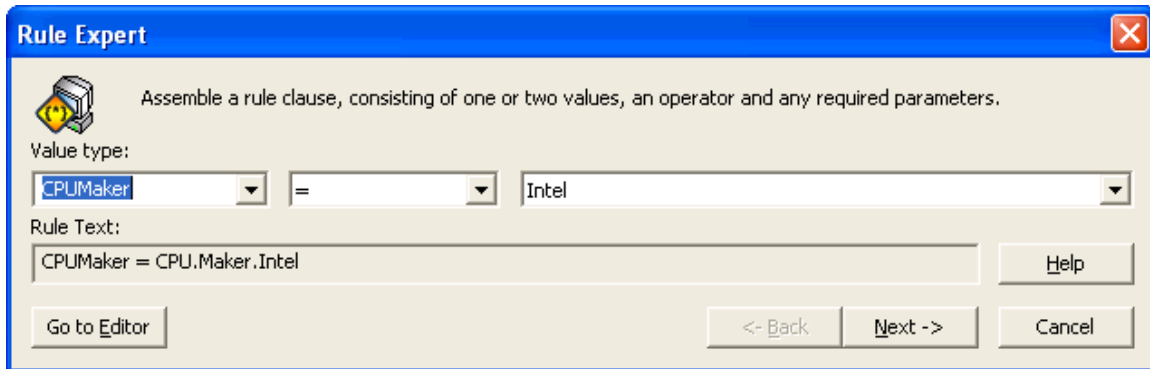 Rule Expert
Assemble a rule clause, consisting of one or two values, an operator and any required parameters.
Value type:
CPUMaker = Intel
Rule Text:
CPUMaker = CPU.Maker.Intel Help
Go to Editor <- Back Next -> Cancel